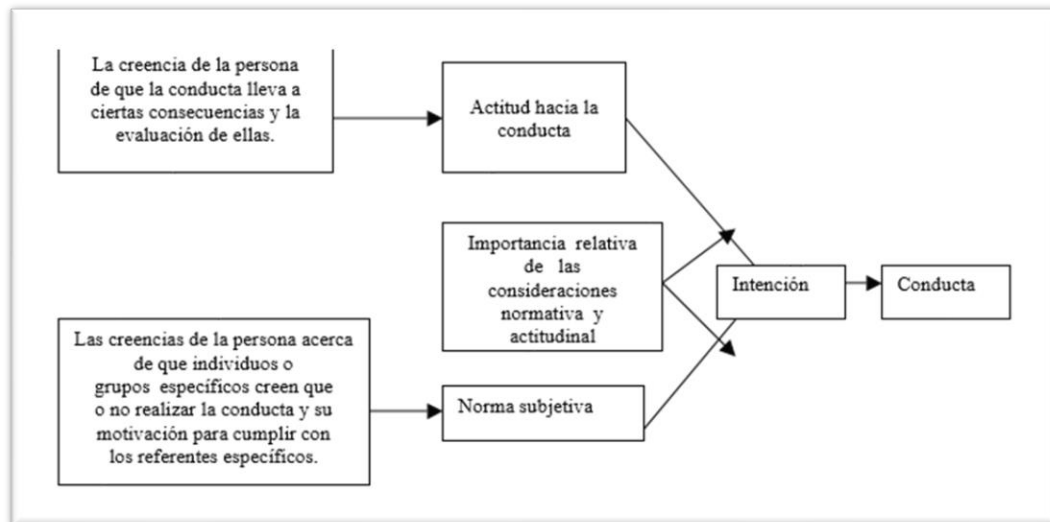 La creencia de la persona
de que la conducta lleva a
ciertas consecuencias y la
evaluación de ellas.
Actitud hacia la
conducta
Importancia relativa
de las
consideraciones
normativa y
actitudinal
Intención
Conducta
Las creencias de la persona acerca
de que individuos o
grupos específicos creen que
o no realizar la conducta y su
motivación para cumplir con
los referentes específicos.
Norma subjetiva